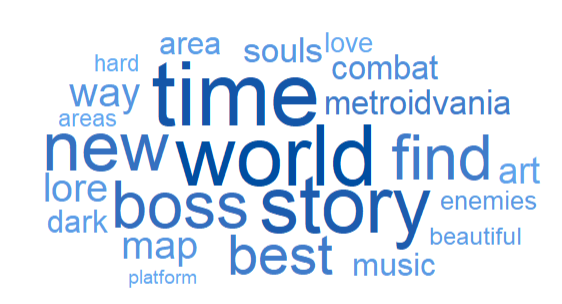 area souls love
hard combat
way time metroidvania
areas
new world find art
lore boss story enemies
dark
map best beautiful
music
platform